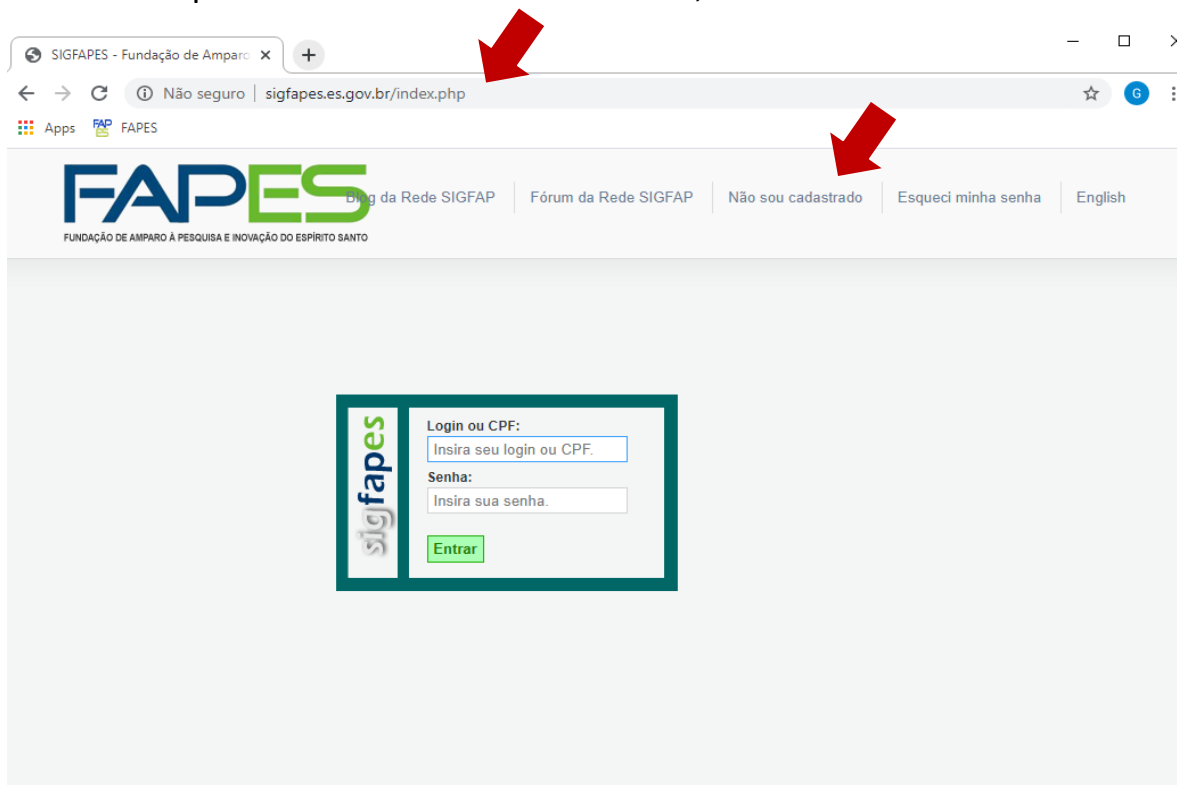 SIGFAPES - Fundação de Amparo
Não seguro | sigfapes.es.gov.br/index.php
G
Apps FAP ES FAPES
FAPES
FUNDAÇÃO DE AMPARO À PESQUISA E INOVAÇÃO DO ESPÍRITO SANTO
Blog da Rede SIGFAP Fórum da Rede SIGFAP Não sou cadastrado Esqueci minha senha English
sigfapes
Login ou CPF:
Insira seu login ou CPF.
Senha:
Insira sua senha.
Entrar